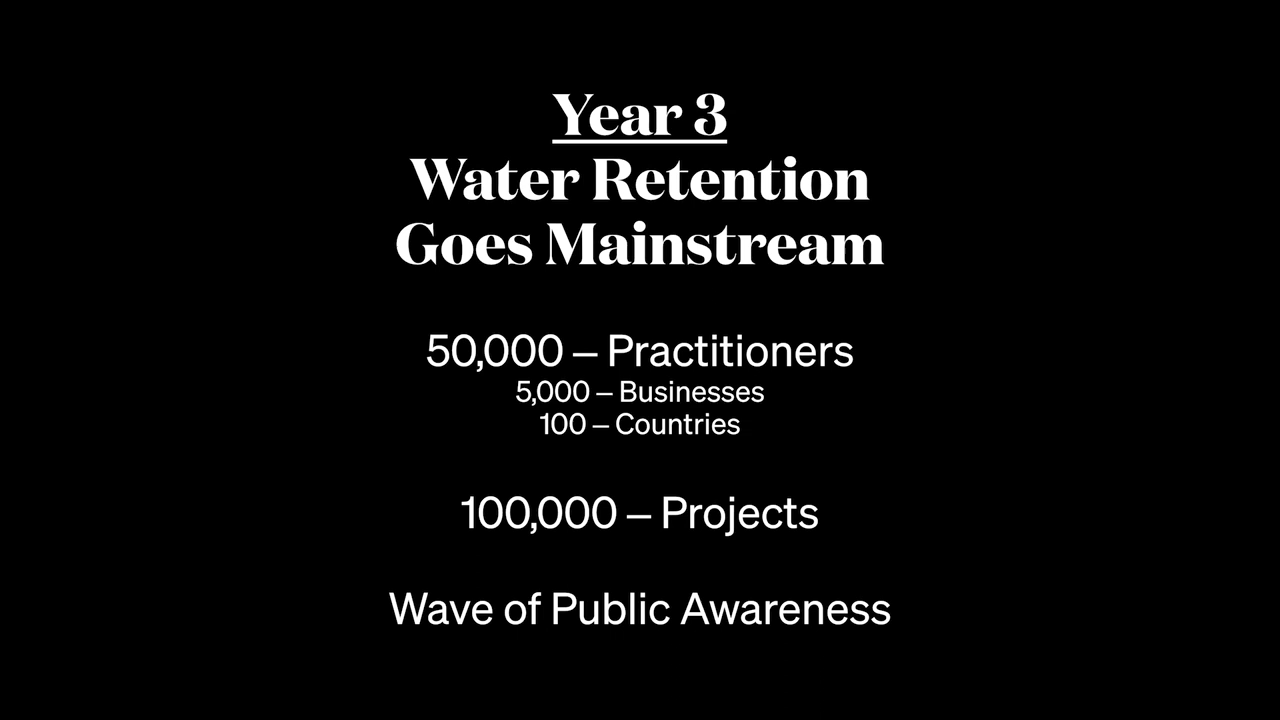 Year 3
Water Retention
Goes Mainstream
50,000 – Practitioners
5,000 – Businesses
100 – Countries
100,000 – Projects
Wave of Public Awareness